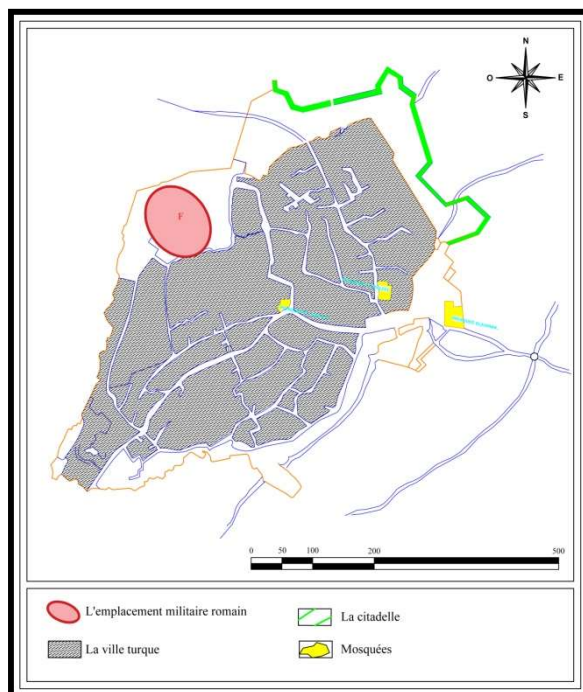 N
O E
S
F
0 50 100 200 500
L'emplacement militaire romain
La citadelle
La ville turque
Mosquées